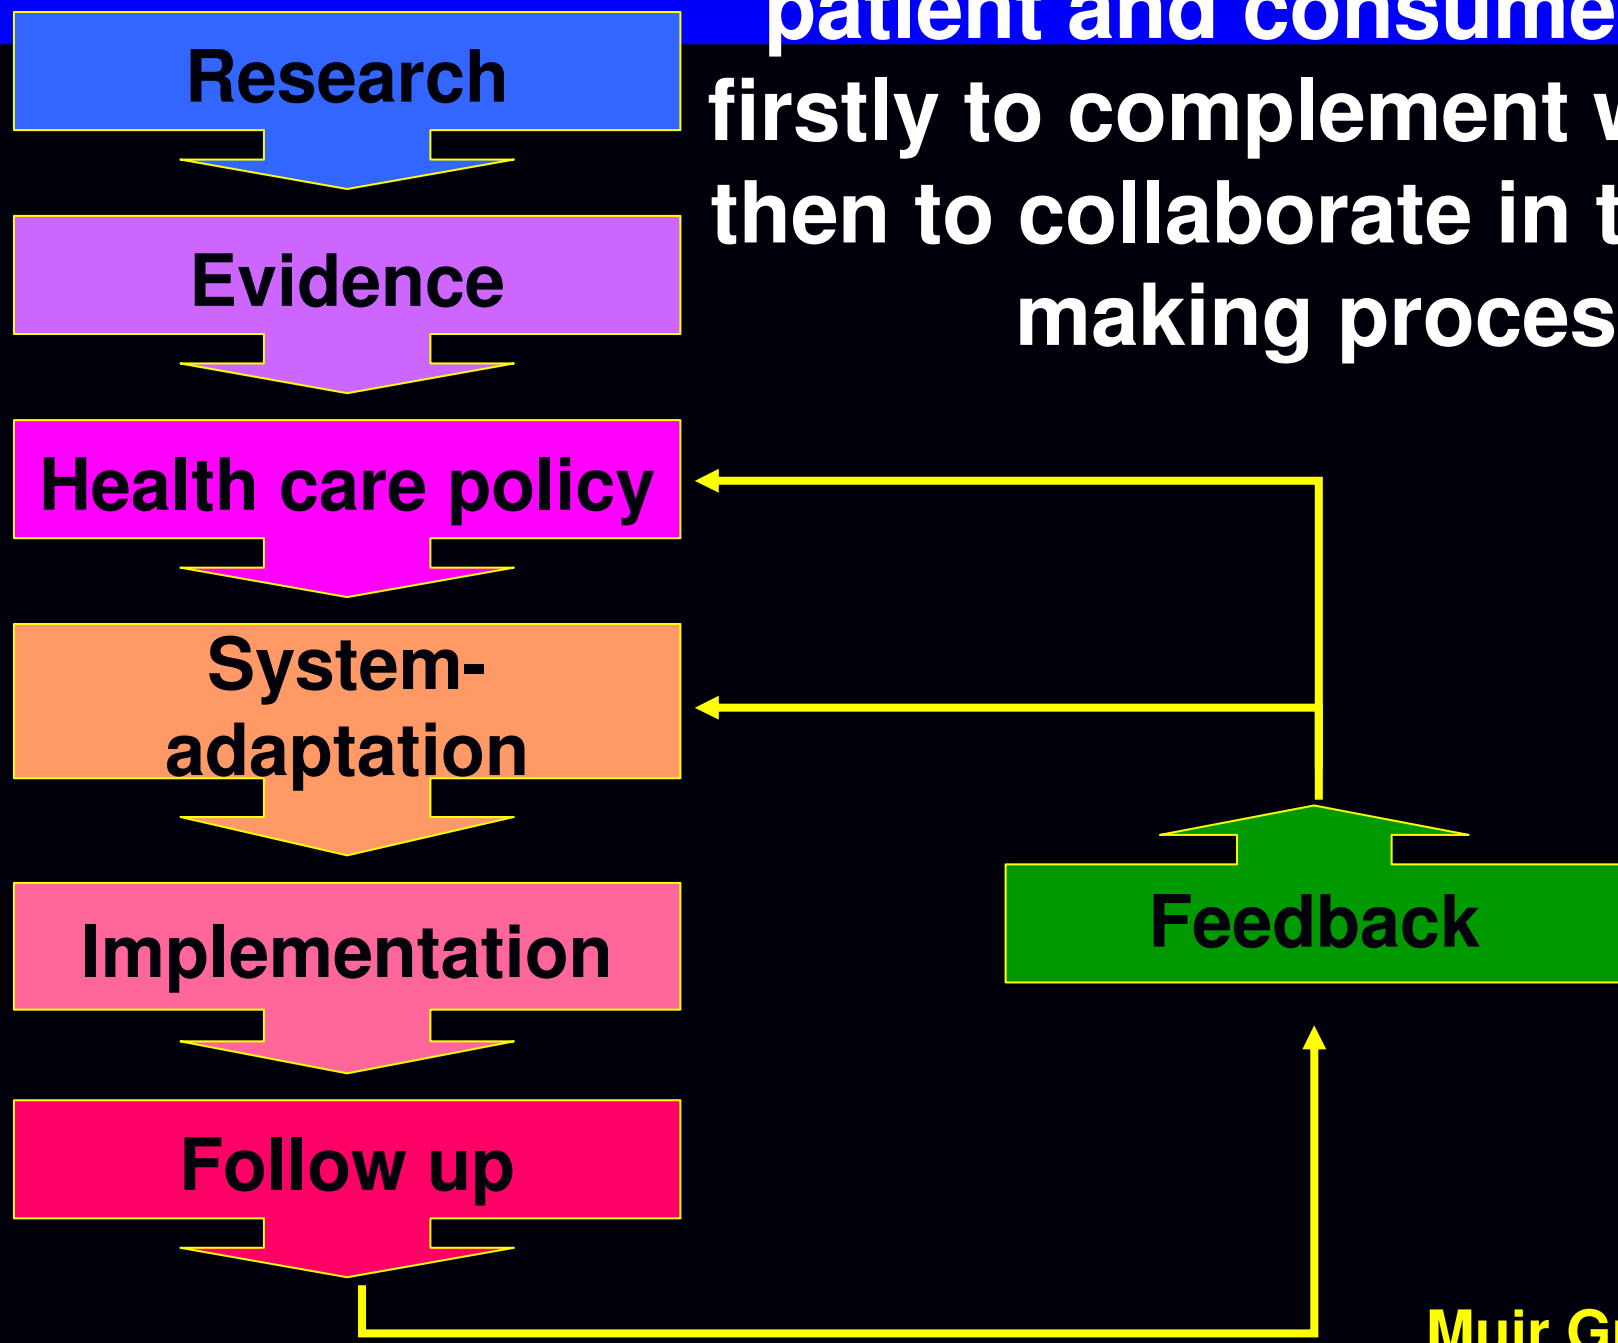 patient and consume
firstly to complement
then to collaborate in
making proces
Research
Evidence
Health care policy
System-
adaptation
Implementation
Follow up
Feedback
Muir